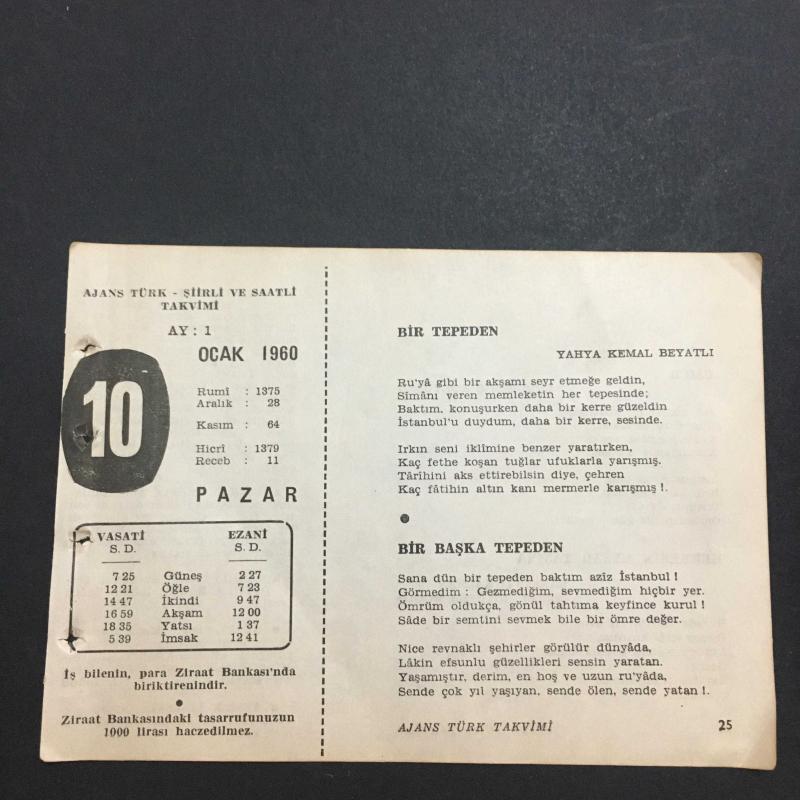 AJANS TÜRK - ŞİİRLİ VE SAATLİ
TAKVİMİ
AY : 1
OCAK 1960
10
Rumî : 1375
Aralık : 28
Kasım : 64
Hicrî : 1379
Receb : 11
PAZAR
VASATİ EZANİ
S. D. S. D.
7 25 Güneş 2 27
12 21 Öğle 7 23
14 47 İkindi 9 47
16 59 Akşam 12 00
18 35 Yatsı 1 37
5 39 İmsak 12 41
İş bilenin, para Ziraat Bankası'nda
biriktirenindir.
Ziraat Bankasındaki tasarrufunuzun
1000 lirası haczedilmez.
BİR TEPEDEN
YAHYA KEMAL BEYATLI
Ru'yâ gibi bir akşamı seyr etmeğe geldin,
Sîmânı veren memleketin her tepesinde;
Baktım. konuşurken daha bir kerre güzeldin
İstanbul'u duydum, daha bir kerre, sesinde.
Irkın seni iklîmine benzer yaratırken,
Kaç fethe koşan tuğlar ufuklarla yarışmış.
Târîhini aks ettirebilsin diye, çehren
Kaç fâtihin altın kanı mermerle karışmış !.
BİR BAŞKA TEPEDEN
Sana dün bir tepeden baktım azîz İstanbul !
Görmedim : Gezmediğim, sevmediğim hiçbir yer.
Ömrüm oldukça, gönül tahtıma keyfince kurul !
Sâde bir semtini sevmek bile bir ömre değer.
Nice revnaklı şehirler görülür dünyâda,
Lâkin efsunlu güzellikleri sensin yaratan.
Yaşamıştır, derim, en hoş ve uzun ru'yâda,
Sende çok yıl yaşıyan, sende ölen, sende yatan !.
AJANS TÜRK TAKVİMİ 25